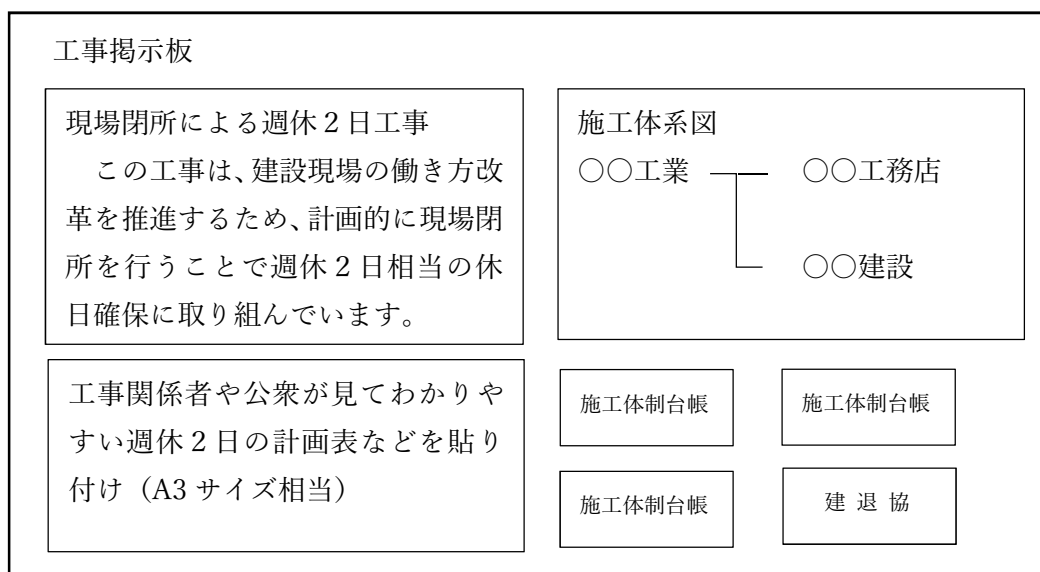 工事掲示板
現場閉所による週休２日工事
この工事は、建設現場の働き方改
革を推進するため、計画的に現場閉
所を行うことで週休２日相当の休
日確保に取り組んでいます。
施工体系図
○○工業
○○工務店
○○建設
工事関係者や公衆が見てわかりや
すい週休２日の計画表などを貼り
付け（A3 サイズ相当）
施工体制台帳
施工体制台帳
施工体制台帳
建 退 協